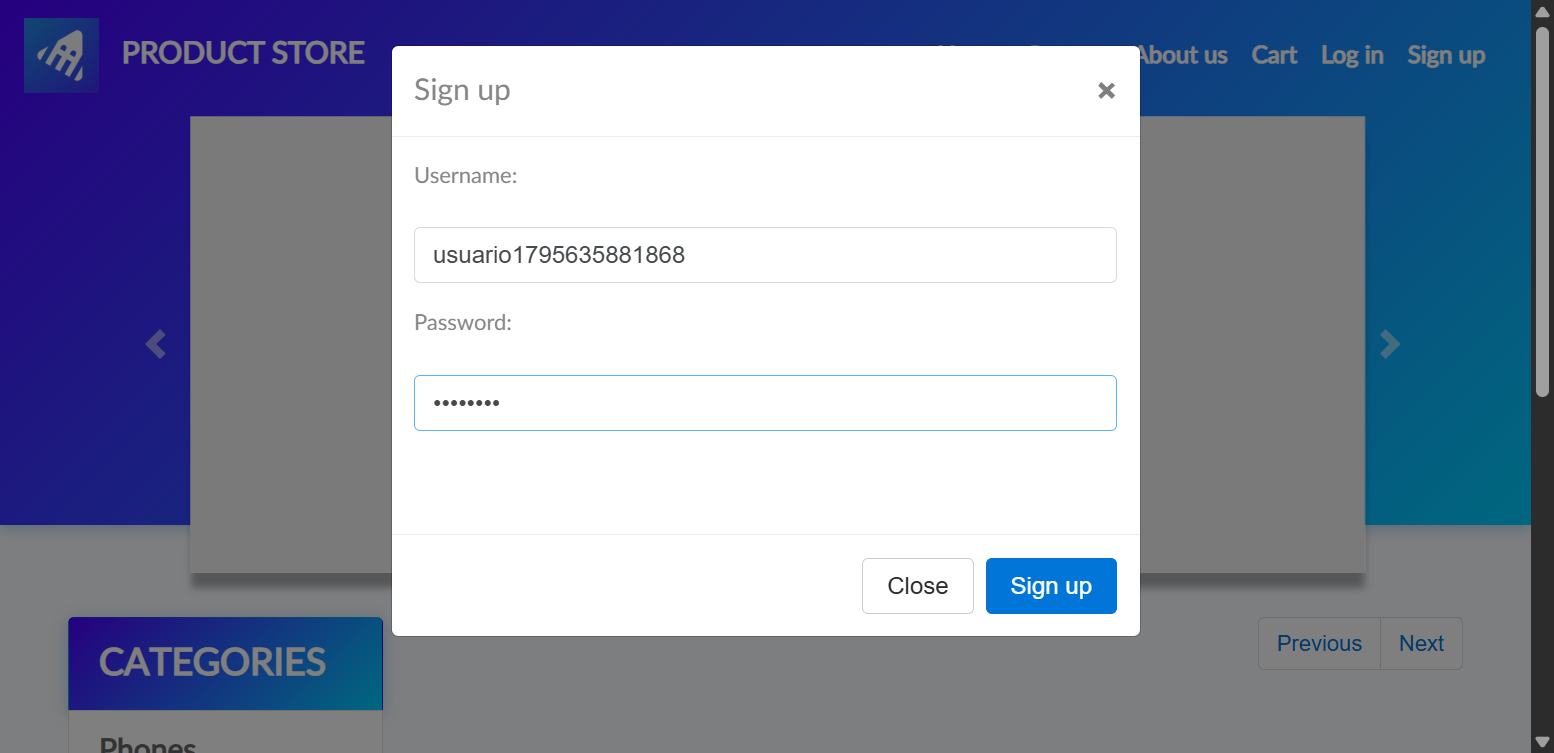 PRODUCT STORE
About us Cart Log in Sign up
Sign up
×
Username:
usuario1795635881868
Password:
••••••••
Close Sign up
CATEGORIES
Previous Next
Phones